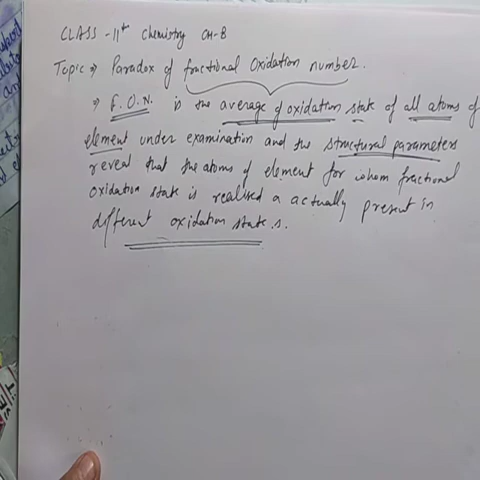 CLASS - 11th Chemistry CH-8
Topic ⇒ Paradox of fractional Oxidation number.
⇒ F.O.N. is the average of oxidation state of all atoms of
element under examination and the structural parameters
reveal that the atoms of element for whom fractional
oxidation state is realised a actually present in
different oxidation state.s.